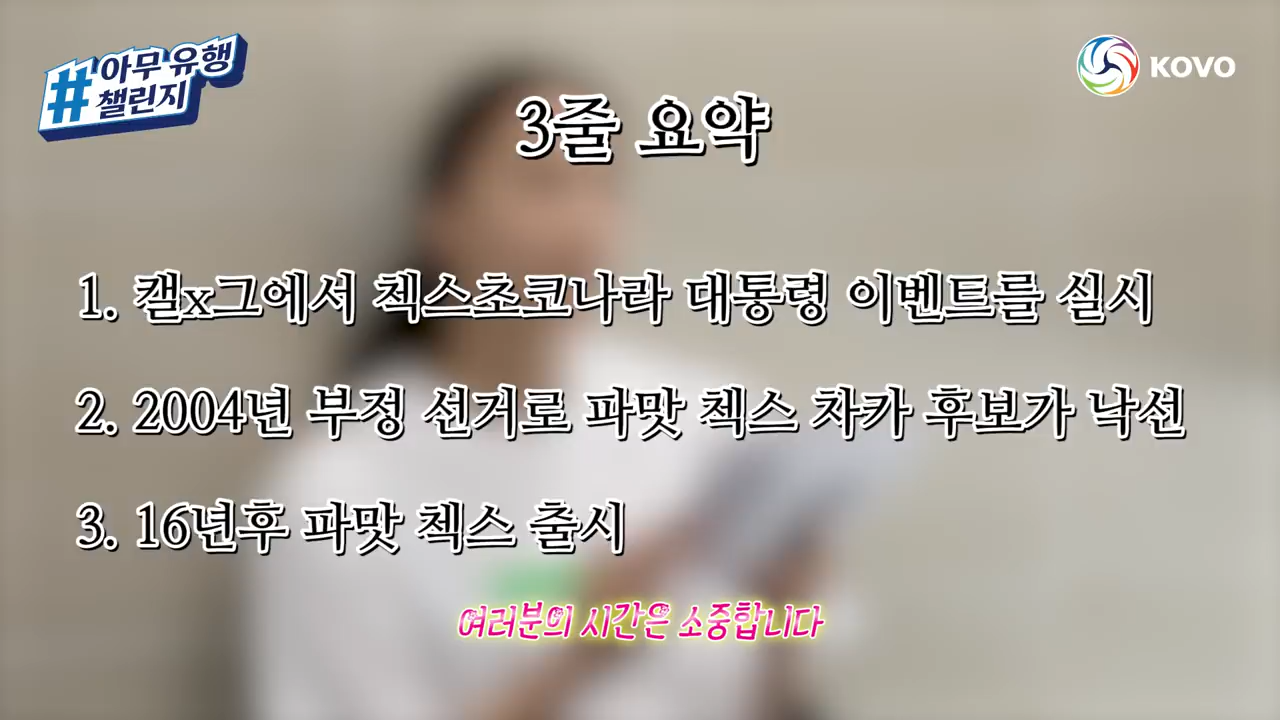 #아무 유행
챌린지
KOVO
3줄 요약
1. 캘x그에서 첵스초코나라 대통령 이벤트를 실시
2. 2004년 부정 선거로 파맛 첵스 차카 후보가 낙선
3. 16년후 파맛 첵스 출시
여러분의 시간은 소중합니다